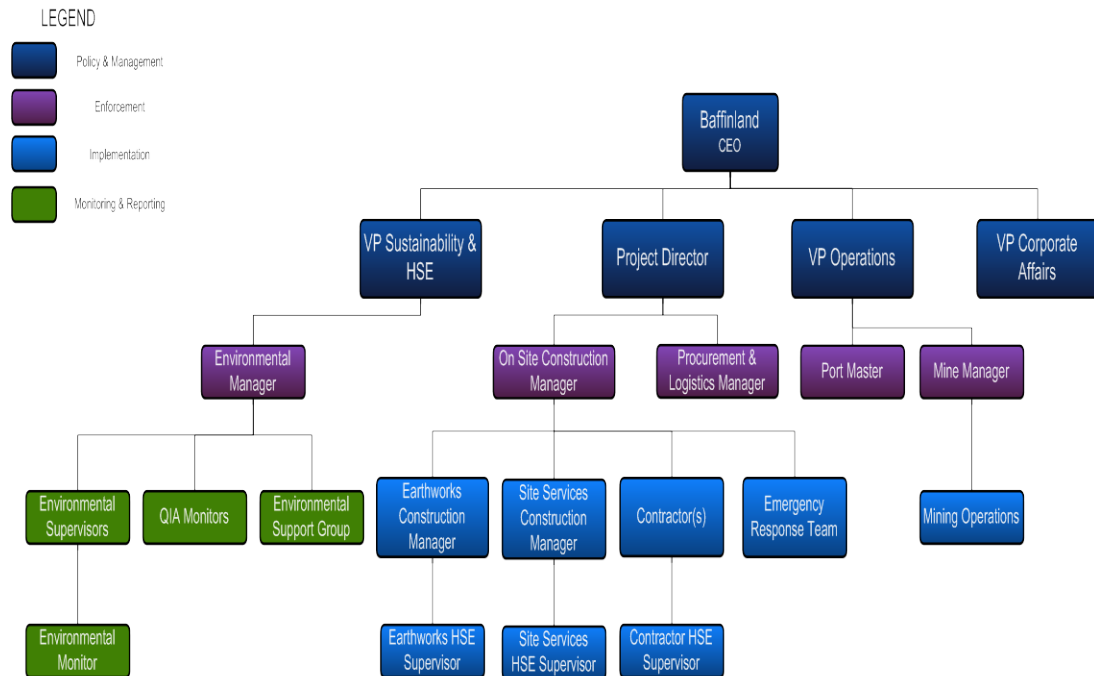 LEGEND
Policy & Management
Enforcement
Implementation
Monitoring & Reporting
Baffinland
CEO
VP Sustainability &
HSE
Project Director
VP Operations
VP Corporate
Affairs
Environmental
Manager
On Site Construction
Manager
Procurement &
Logistics Manager
Port Master
Mine Manager
Environmental
Supervisors
QIA Monitors
Environmental
Support Group
Earthworks
Construction
Manager
Site Services
Construction
Manager
Contractor(s)
Emergency
Response Team
Mining Operations
Environmental
Monitor
Earthworks HSE
Supervisor
Site Services
HSE Supervisor
Contractor HSE
Supervisor